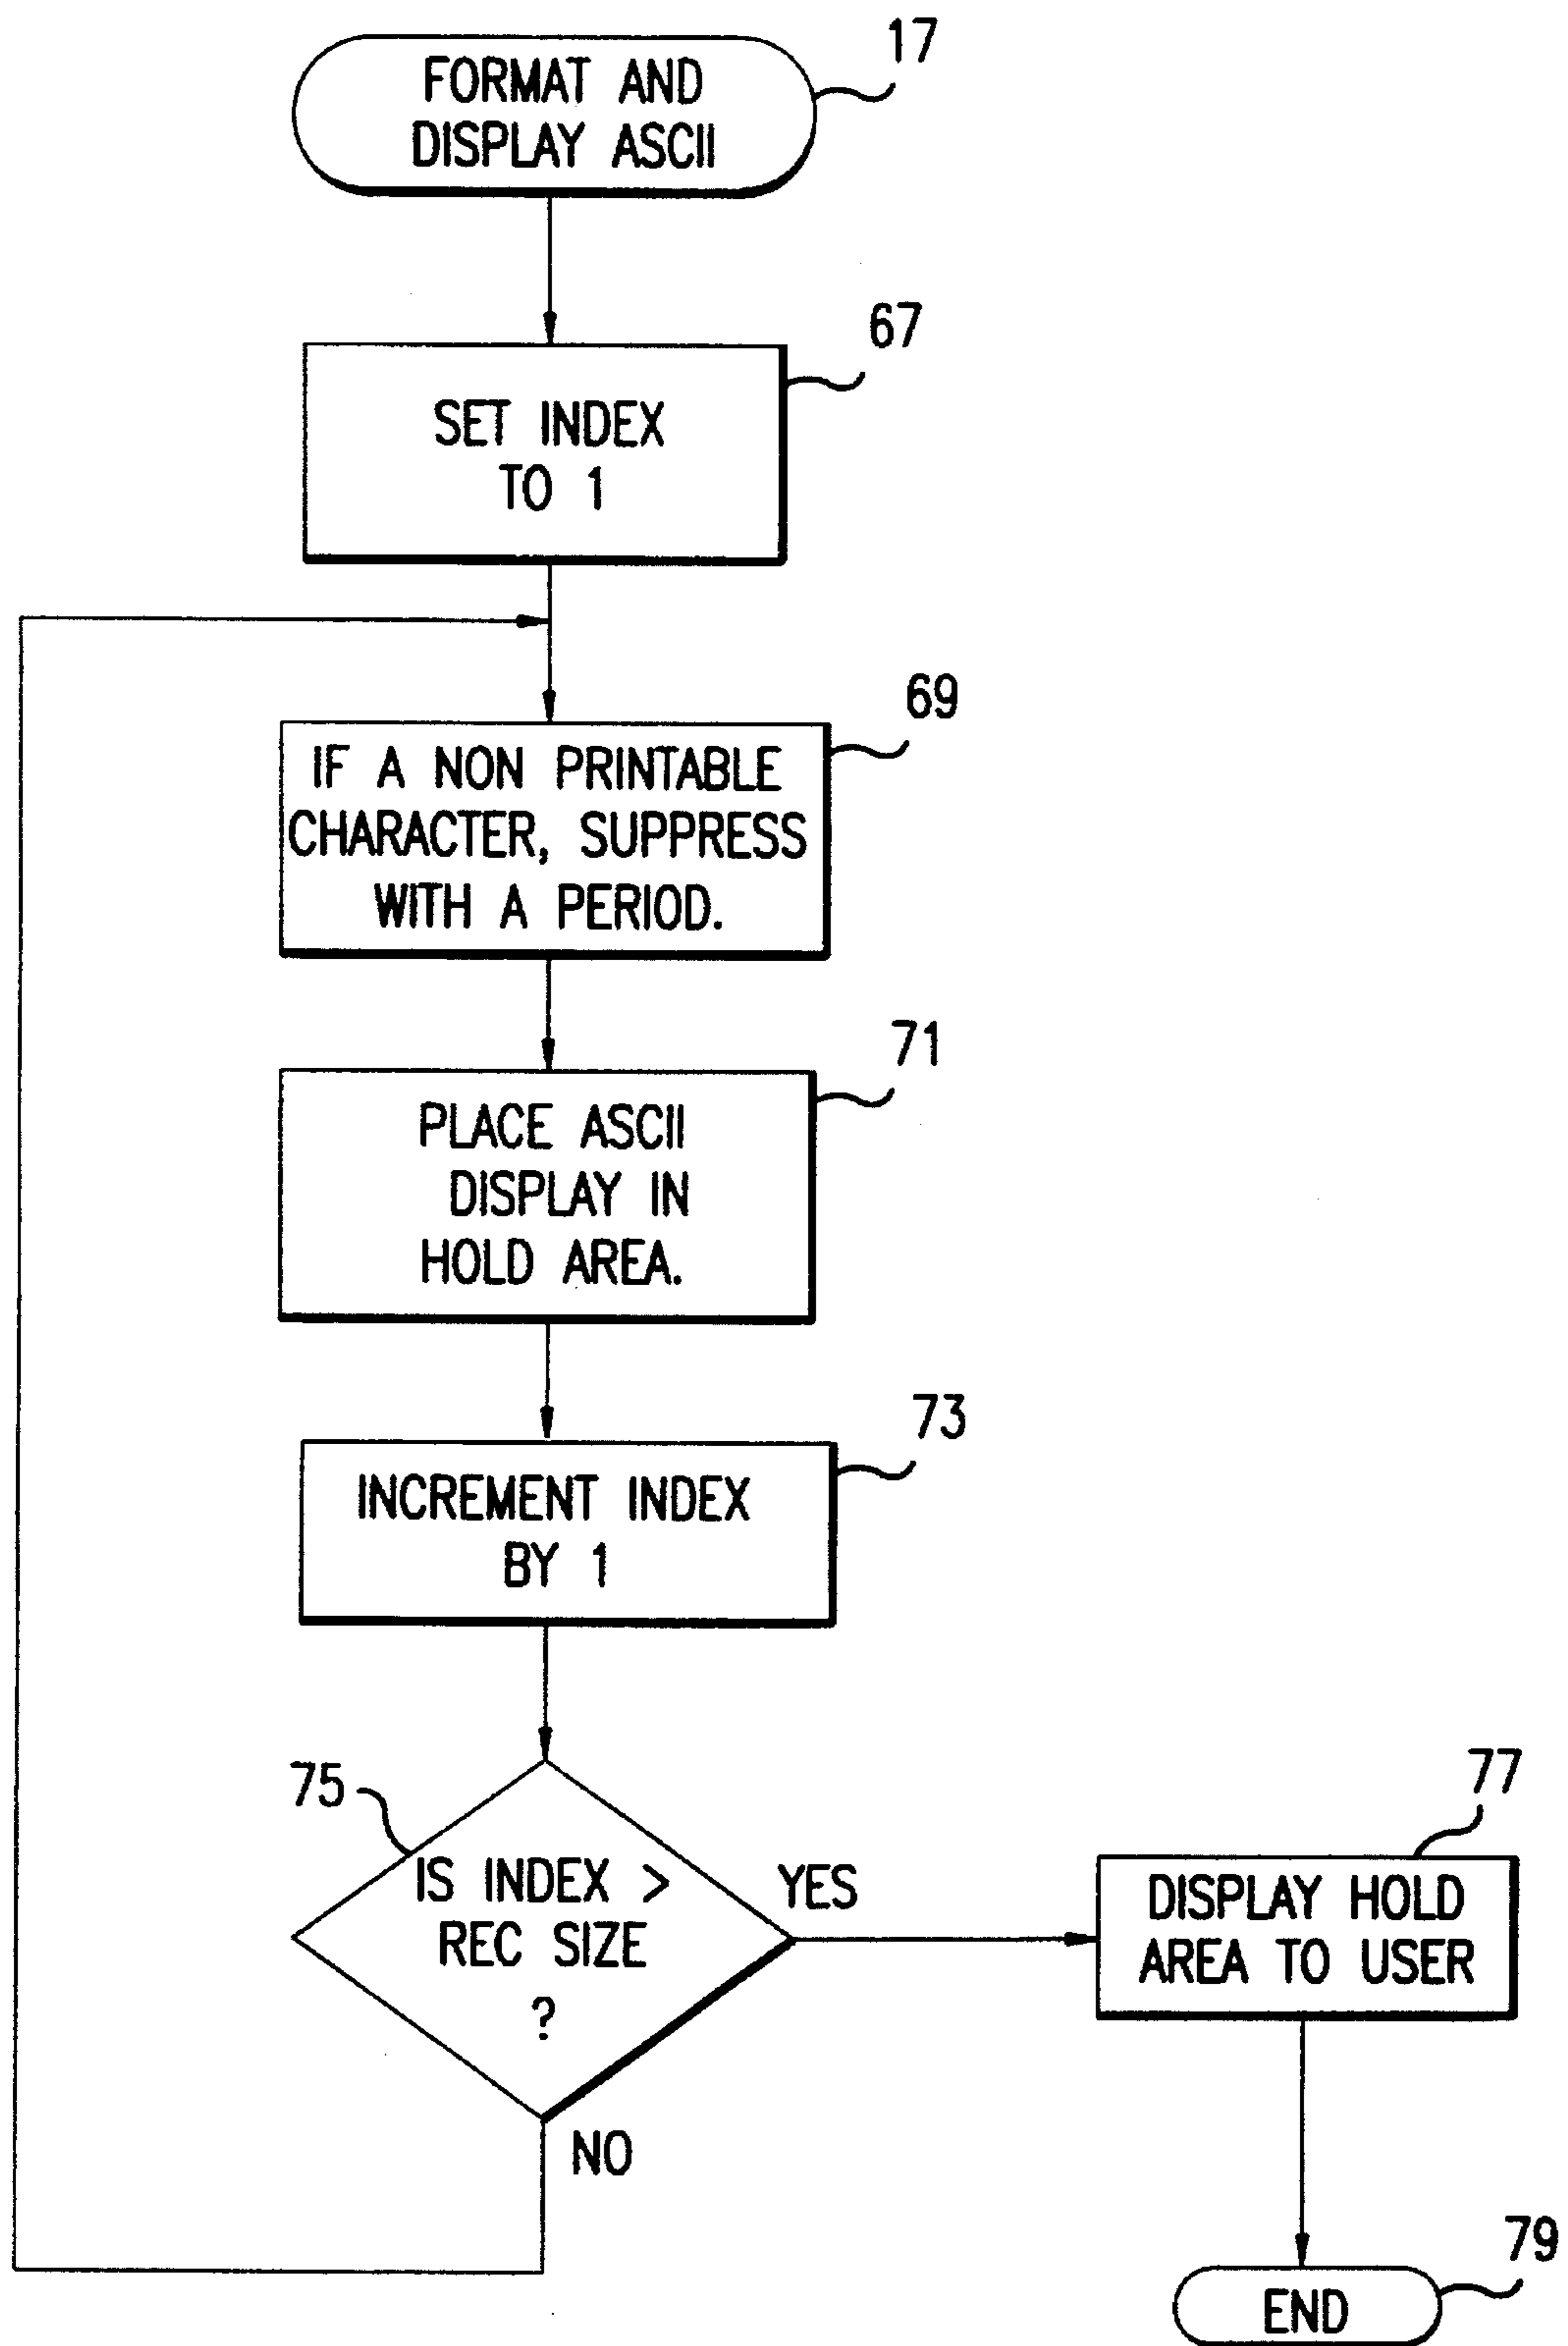 17
FORMAT AND
DISPLAY ASCII
67
SET INDEX
TO 1
69
IF A NON PRINTABLE
CHARACTER, SUPPRESS
WITH A PERIOD.
71
PLACE ASCII
DISPLAY IN
HOLD AREA.
73
INCREMENT INDEX
BY 1
75
IS INDEX >
REC SIZE
?
YES
NO
77
DISPLAY HOLD
AREA TO USER
79
END